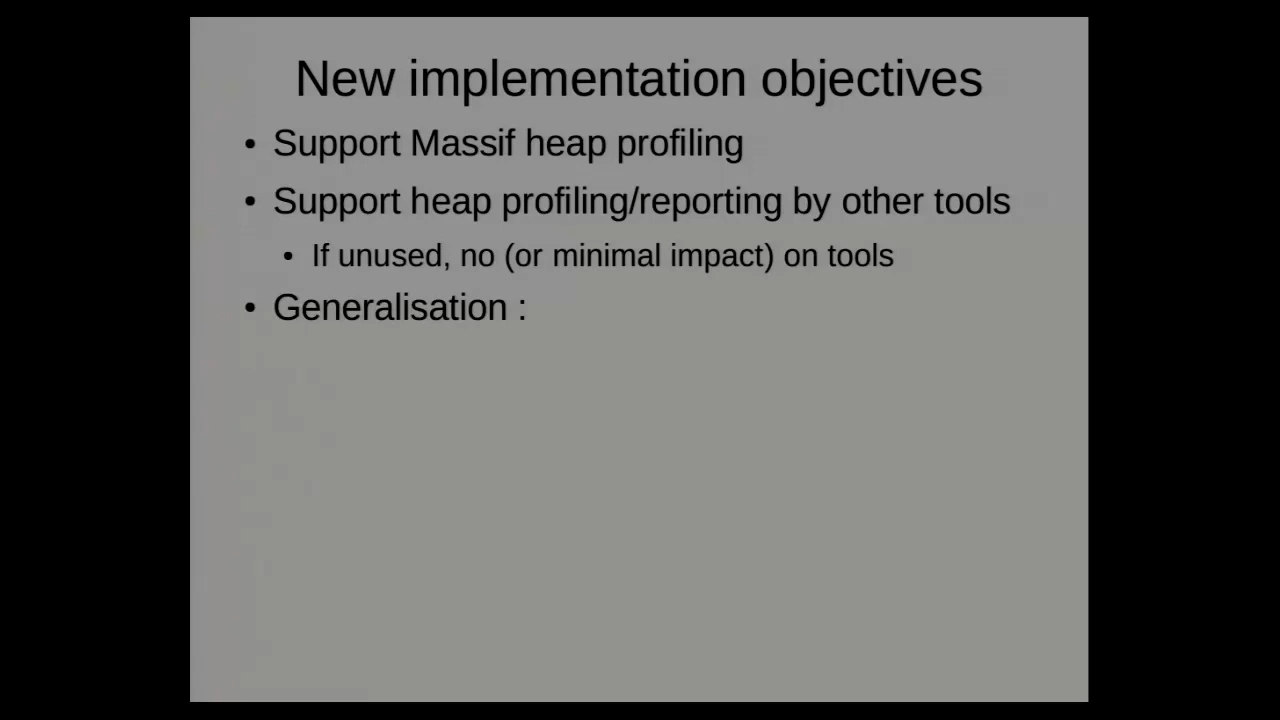 New implementation objectives
• Support Massif heap profiling
• Support heap profiling/reporting by other tools
• If unused, no (or minimal impact) on tools
• Generalisation :